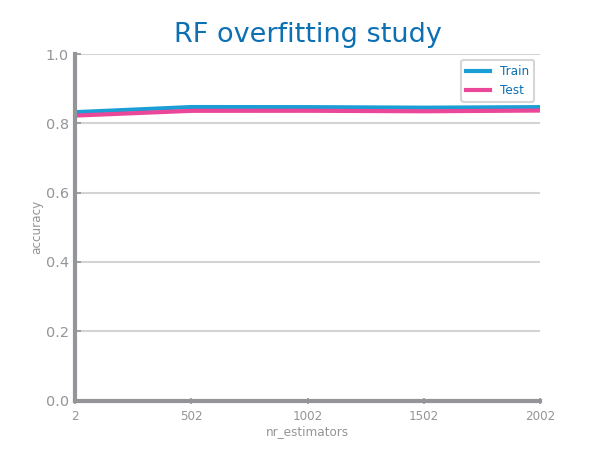 RF overfitting study
1.0
0.8
0.6
0.4
0.2
0.0
accuracy
Train
Test
2 502 1002 1502 2002
nr_estimators